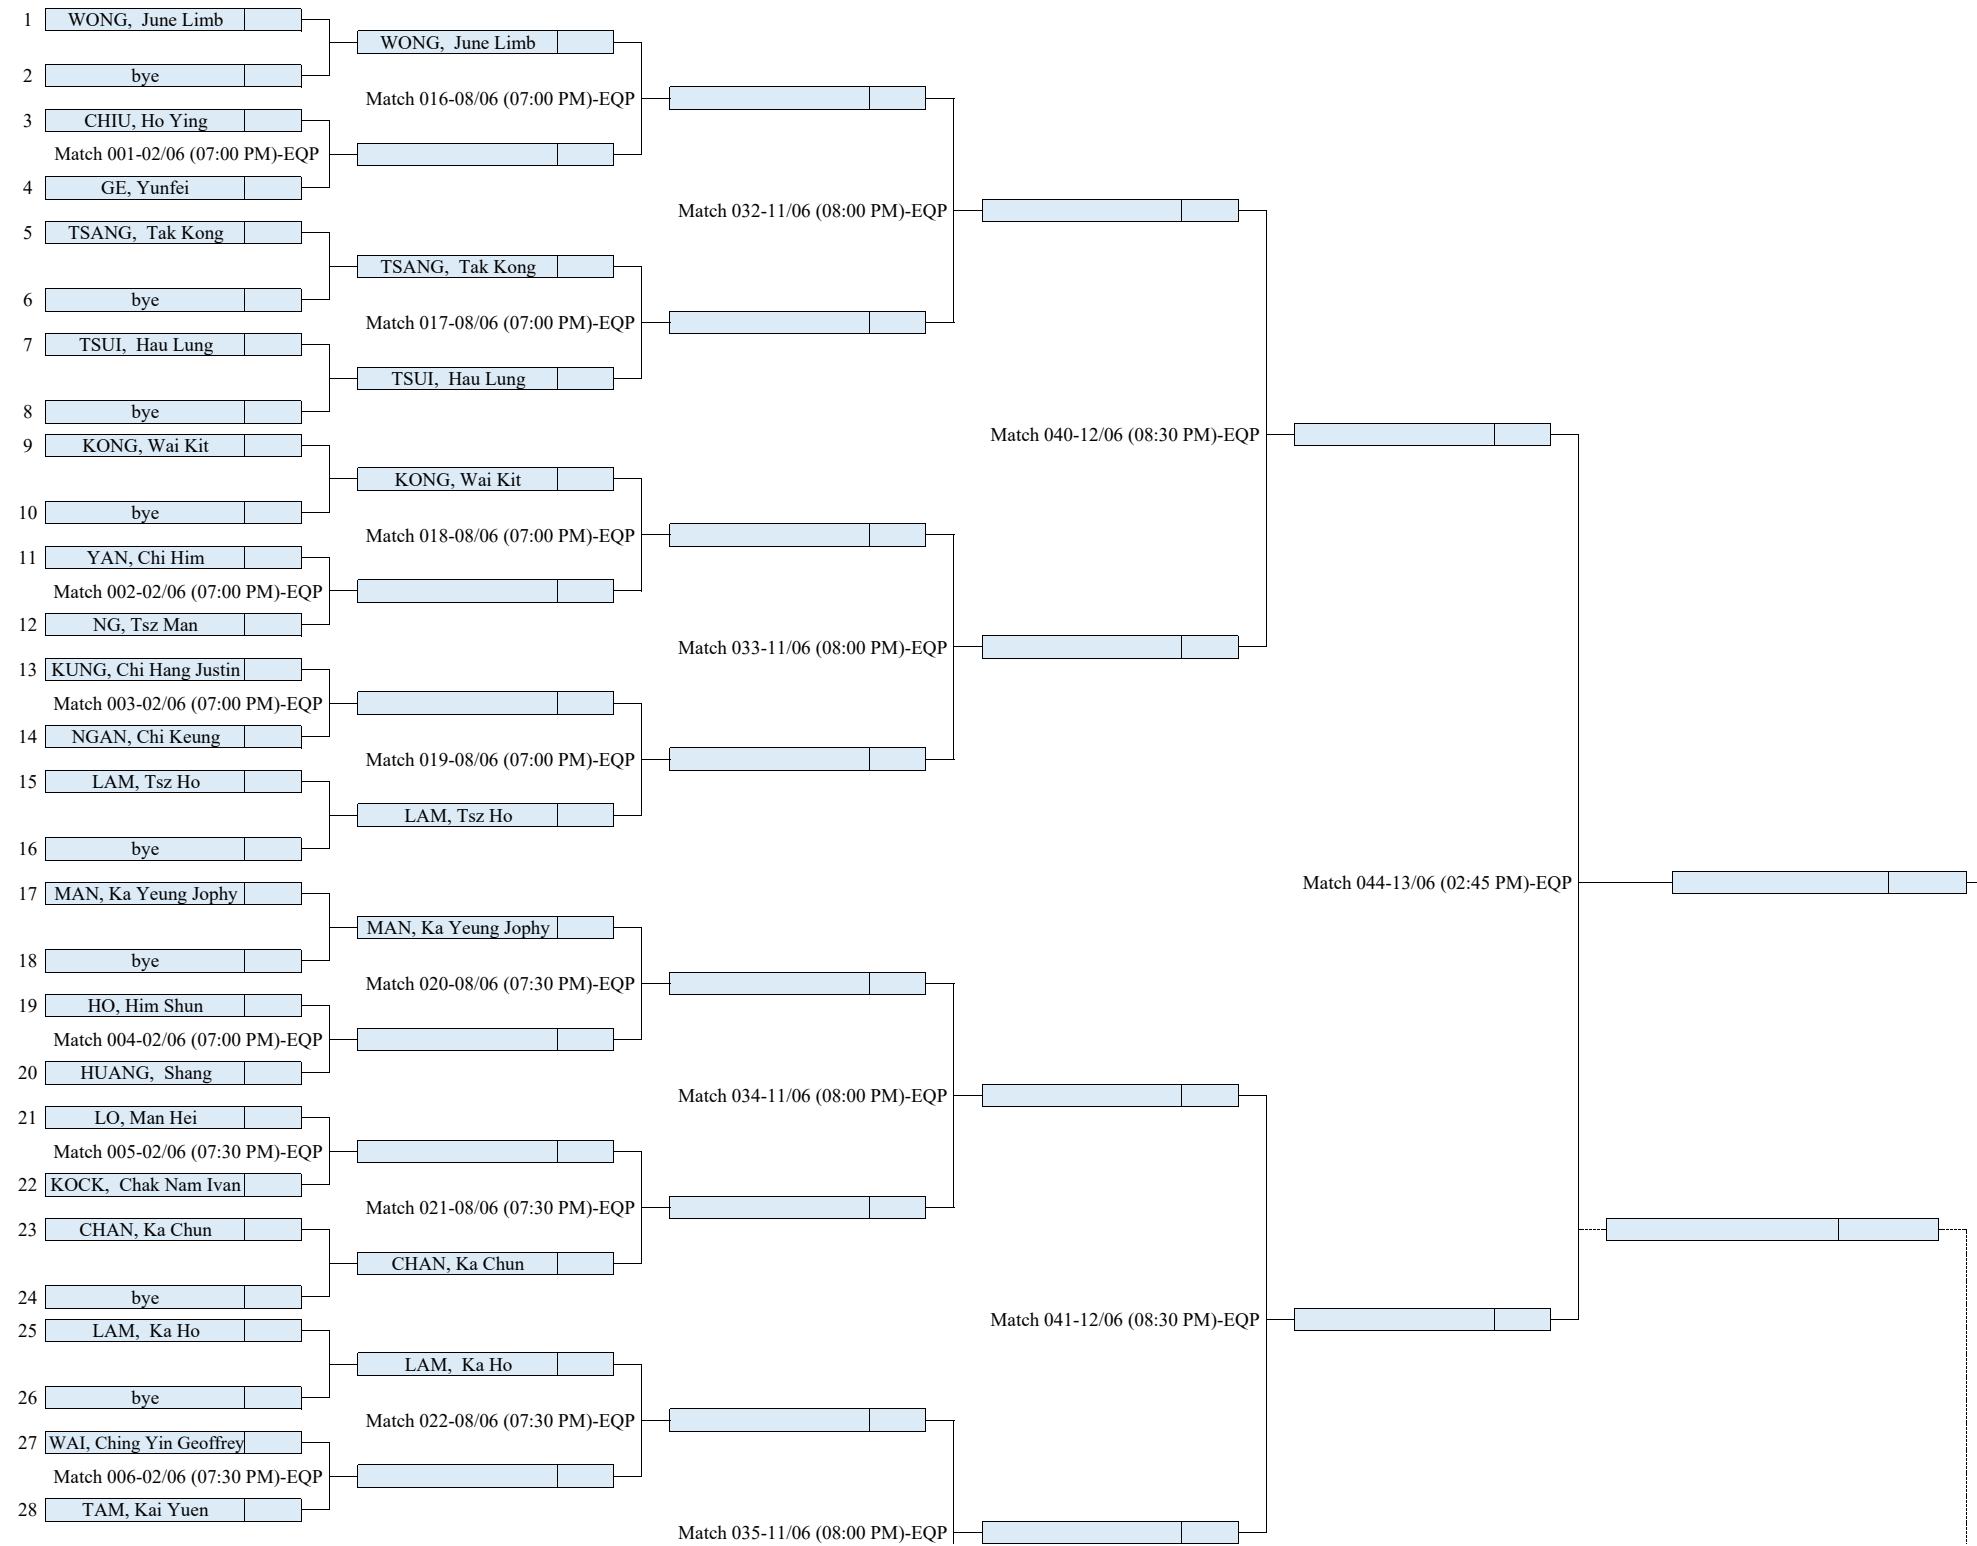 1 WONG, June Limb
WONG, June Limb
2 bye
Match 016-08/06 (07:00 PM)-EQP
3 CHIU, Ho Ying
Match 001-02/06 (07:00 PM)-EQP
4 GE, Yunfei
Match 032-11/06 (08:00 PM)-EQP
5 TSANG, Tak Kong
TSANG, Tak Kong
6 bye
Match 017-08/06 (07:00 PM)-EQP
7 TSUI, Hau Lung
TSUI, Hau Lung
8 bye
Match 040-12/06 (08:30 PM)-EQP
9 KONG, Wai Kit
KONG, Wai Kit
10 bye
Match 018-08/06 (07:00 PM)-EQP
11 YAN, Chi Him
Match 002-02/06 (07:00 PM)-EQP
12 NG, Tsz Man
Match 033-11/06 (08:00 PM)-EQP
13 KUNG, Chi Hang Justin
Match 003-02/06 (07:00 PM)-EQP
14 NGAN, Chi Keung
Match 019-08/06 (07:00 PM)-EQP
15 LAM, Tsz Ho
LAM, Tsz Ho
16 bye
Match 044-13/06 (02:45 PM)-EQP
17 MAN, Ka Yeung Jophy
MAN, Ka Yeung Jophy
18 bye
Match 020-08/06 (07:30 PM)-EQP
19 HO, Him Shun
Match 004-02/06 (07:00 PM)-EQP
20 HUANG, Shang
Match 034-11/06 (08:00 PM)-EQP
21 LO, Man Hei
Match 005-02/06 (07:30 PM)-EQP
22 KOCK, Chak Nam Ivan
Match 021-08/06 (07:30 PM)-EQP
23 CHAN, Ka Chun
CHAN, Ka Chun
24 bye
Match 041-12/06 (08:30 PM)-EQP
25 LAM, Ka Ho
LAM, Ka Ho
26 bye
Match 022-08/06 (07:30 PM)-EQP
27 WAI, Ching Yin Geoffrey
Match 006-02/06 (07:30 PM)-EQP
28 TAM, Kai Yuen
Match 035-11/06 (08:00 PM)-EQP